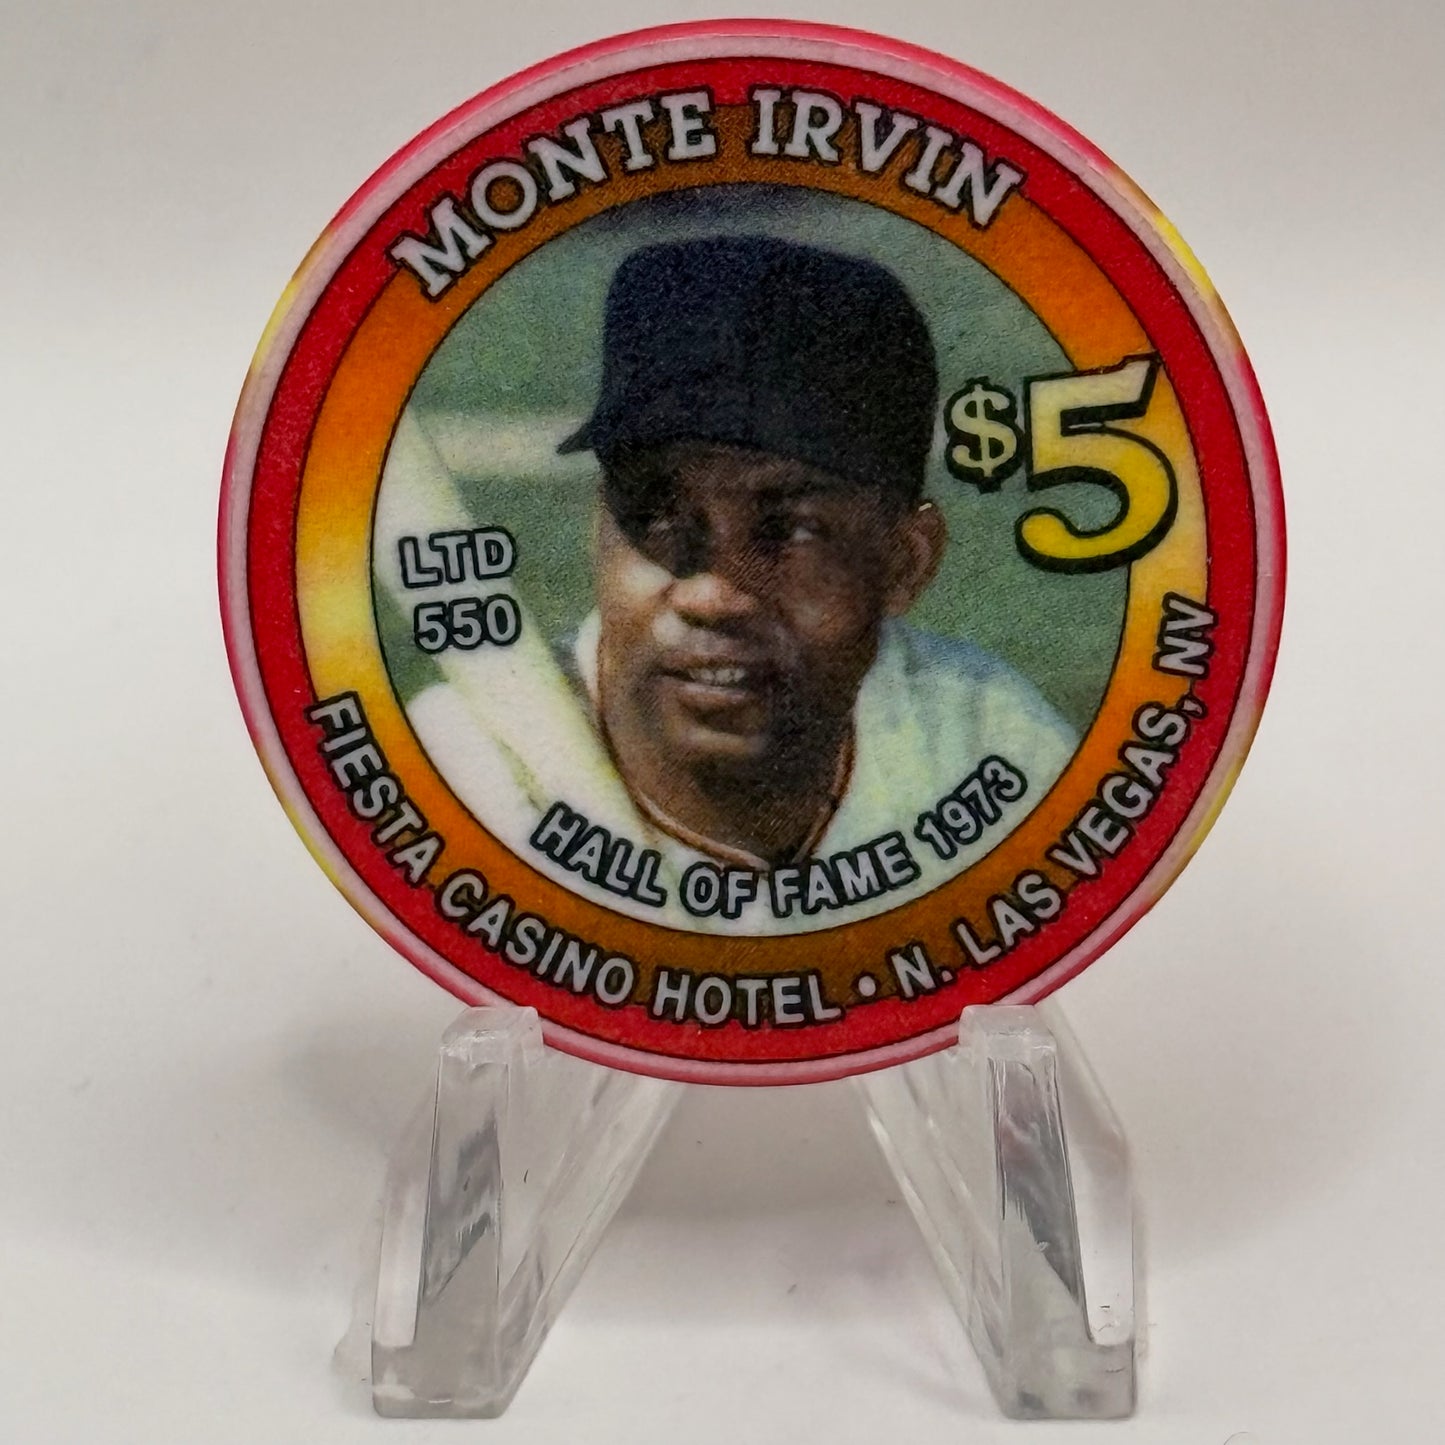 MONTE IRVIN
$5
LTD
550
HALL OF FAME 1973
FIESTA CASINO HOTEL • N. LAS VEGAS, NV